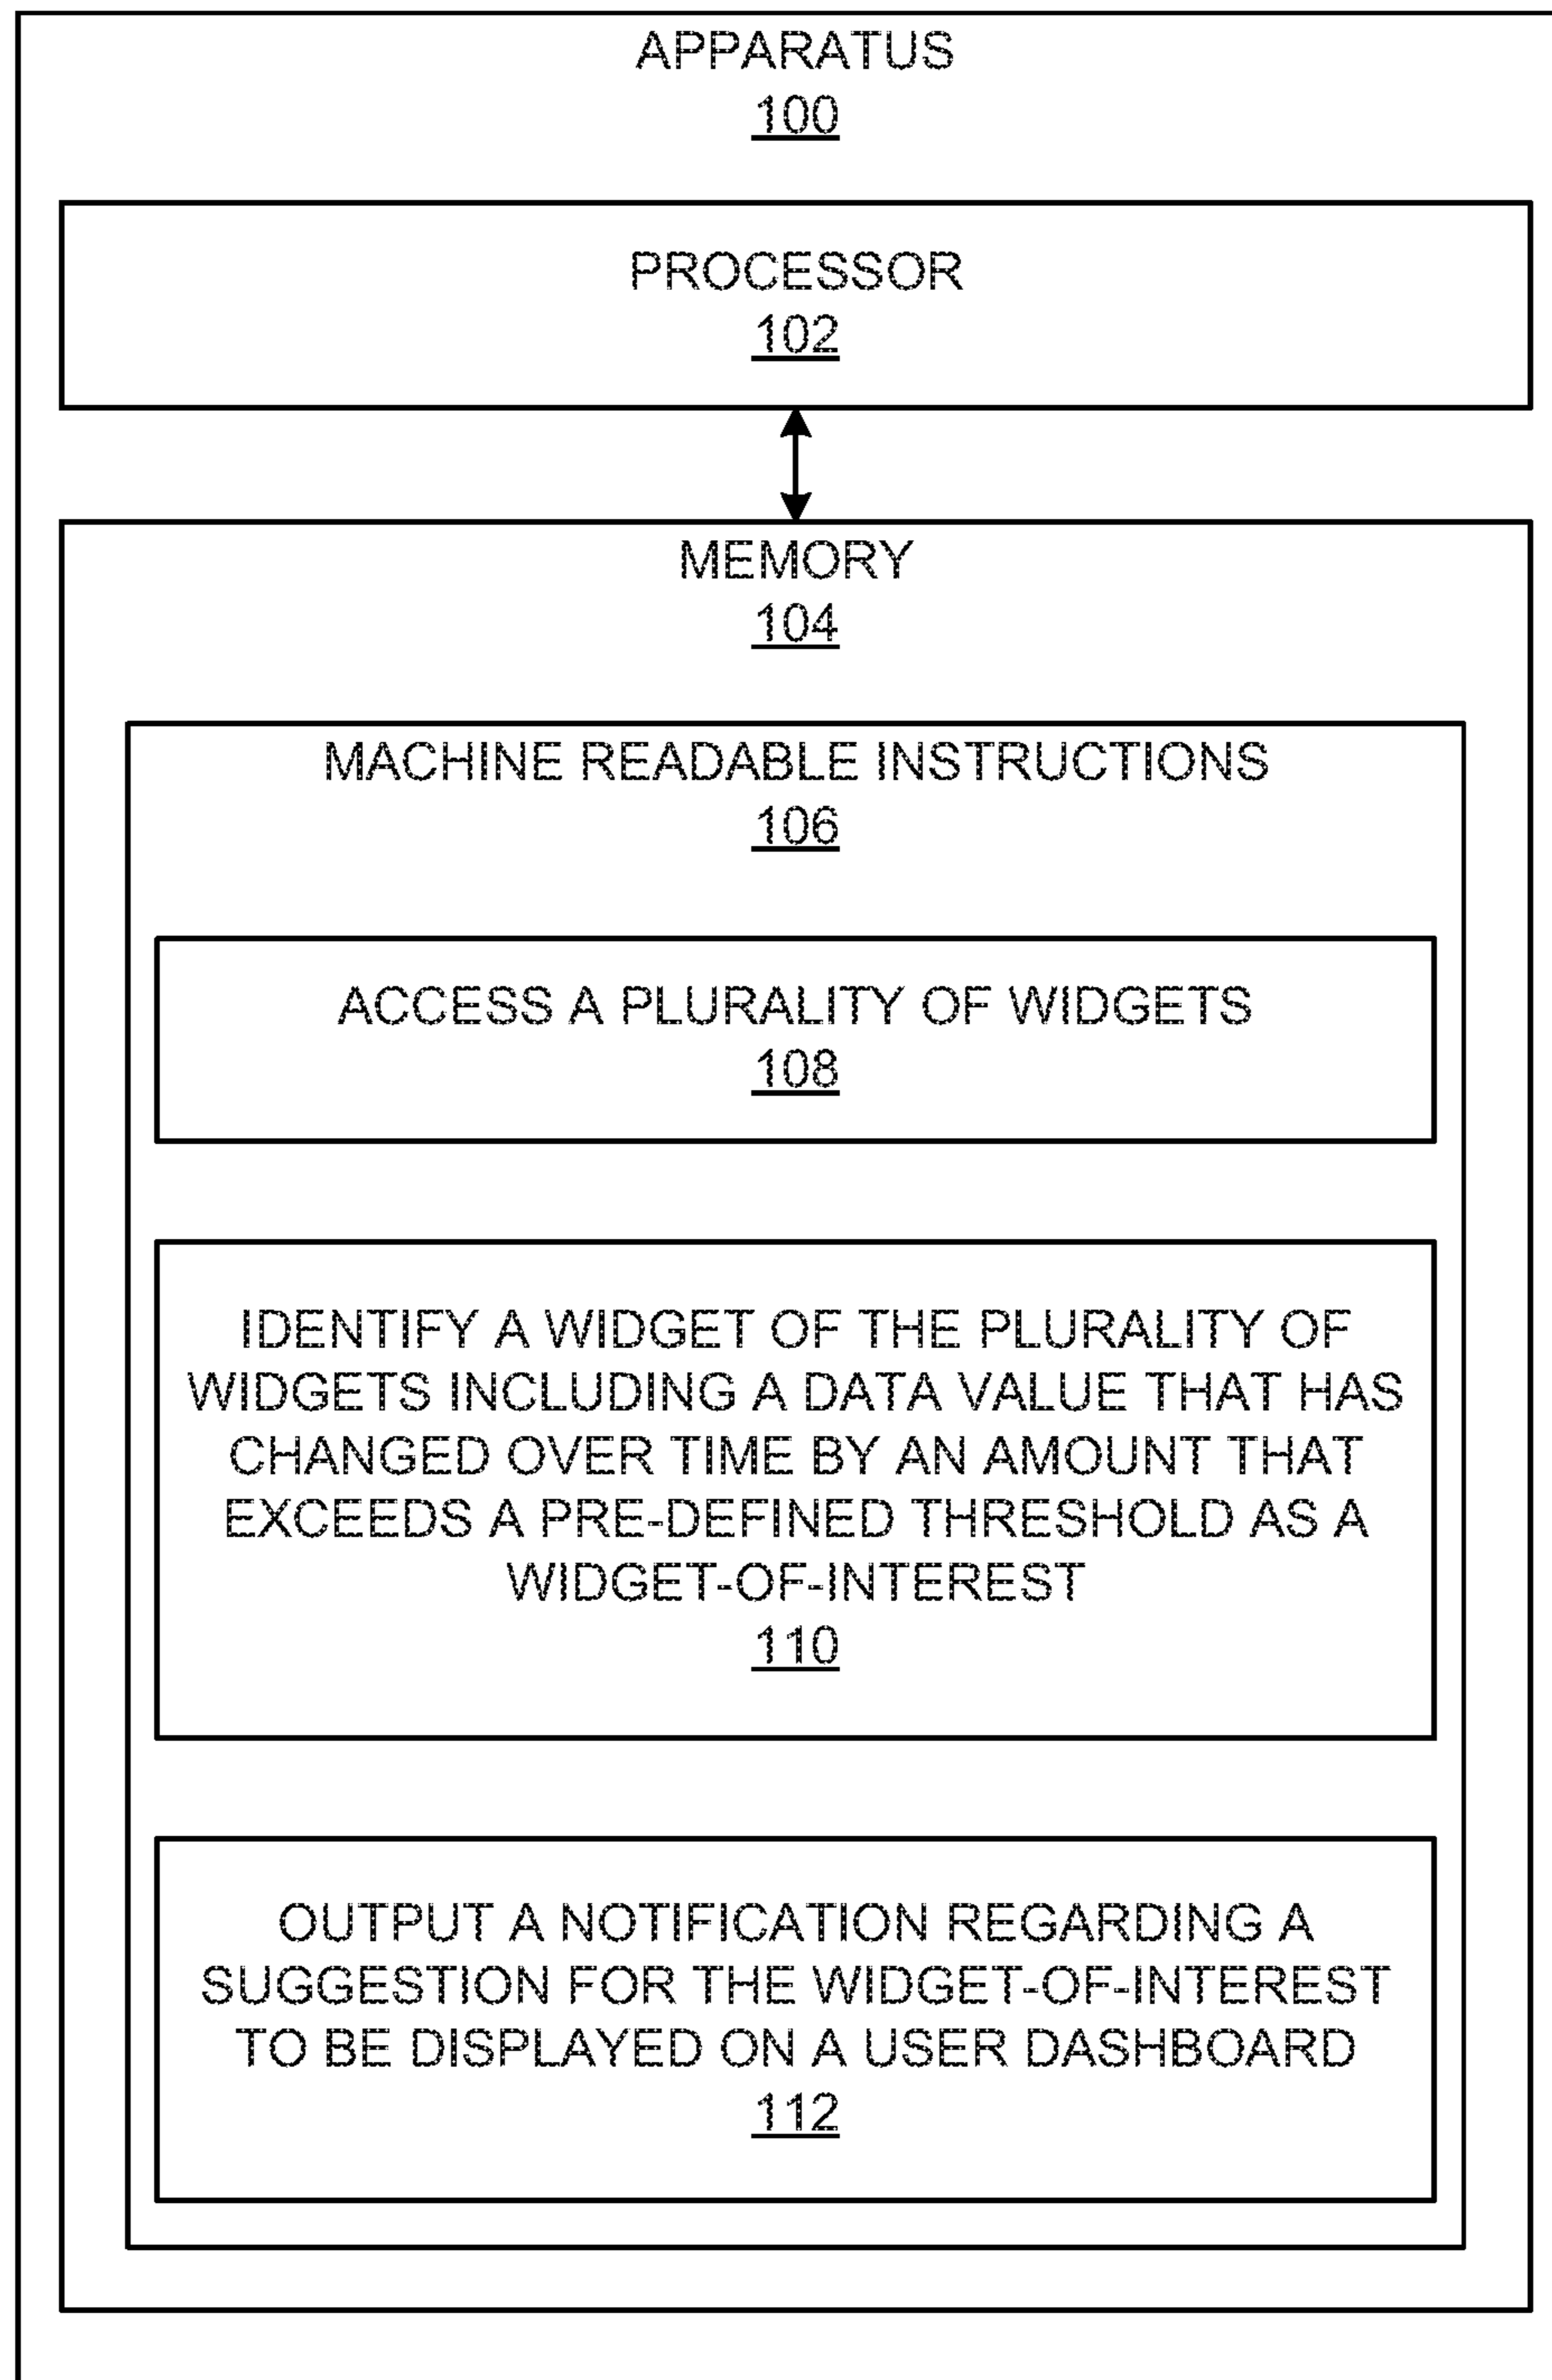 APPARATUS
100
PROCESSOR
102
MEMORY
104
MACHINE READABLE INSTRUCTIONS
106
ACCESS A PLURALITY OF WIDGETS
108
IDENTIFY A WIDGET OF THE PLURALITY OF
WIDGETS INCLUDING A DATA VALUE THAT HAS
CHANGED OVER TIME BY AN AMOUNT THAT
EXCEEDS A PRE-DEFINED THRESHOLD AS A
WIDGET-OF-INTEREST
110
OUTPUT A NOTIFICATION REGARDING A
SUGGESTION FOR THE WIDGET-OF-INTEREST
TO BE DISPLAYED ON A USER DASHBOARD
112